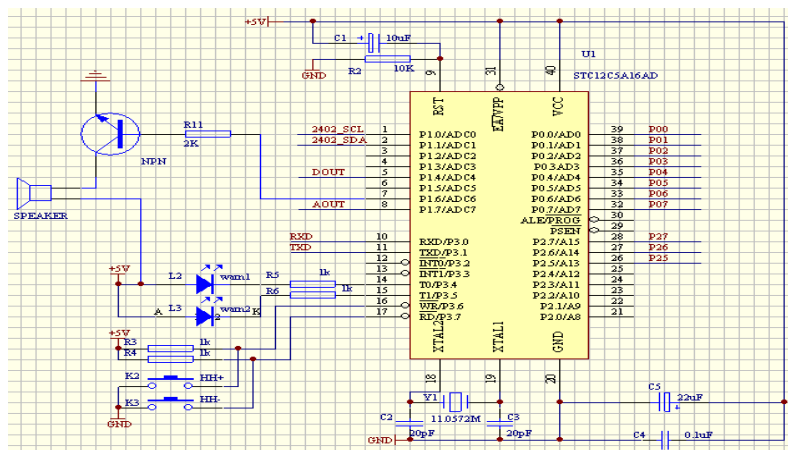 +5V
C1 + 10uF
U1
GND
R2 10K
9
31
40
STC12C5A16AD
RST
EA/VPP
VCC
R11
2K
NPN
SPEAKER
2402_SCL 1 P1.0/ADC0 P0.0/AD0 39 P00
2402_SDA 2 P1.1/ADC1 P0.1/AD1 38 P01
3 P1.2/ADC2 P0.2/AD2 37 P02
4 P1.3/ADC3 P0.3AD3 36 P03
DOUT 5 P1.4/ADC4 P0.4/AD4 35 P04
6 P1.5/ADC5 P0.5/AD5 34 P05
7 P1.6/ADC6 P0.6/AD6 33 P06
AOUT 8 P1.7/ADC7 P0.7/AD7 32 P07
ALE/PROG 30
PSEN 29
RXD 10 RXD/P3.0 P2.7/A15 28 P27
TXD 11 TXD/P3.1 P2.6/A14 27 P26
12 INT0/P3.2 P2.5/A13 26 P25
13 INT1/P3.3 P2.4/A12 25
14 T0/P3.4 P2.3/A11 24
15 T1/P3.5 P2.2/A10 23
16 WR/P3.6 P2.1/A9 22
17 RD/P3.7 P2.0/A8 21
+5V
L2 warn1 R5 1k
R6 1k
A L3 warn2 K
2
+5V
R3 1k
R4 1k
K2 HH+
K3 HH-
GND
XTAL2
XTAL1
GND
18
19
20
Y1
11.0572M
C2
20pF
C3
20pF
GND
C5
22uF
+
C4 0.1uF